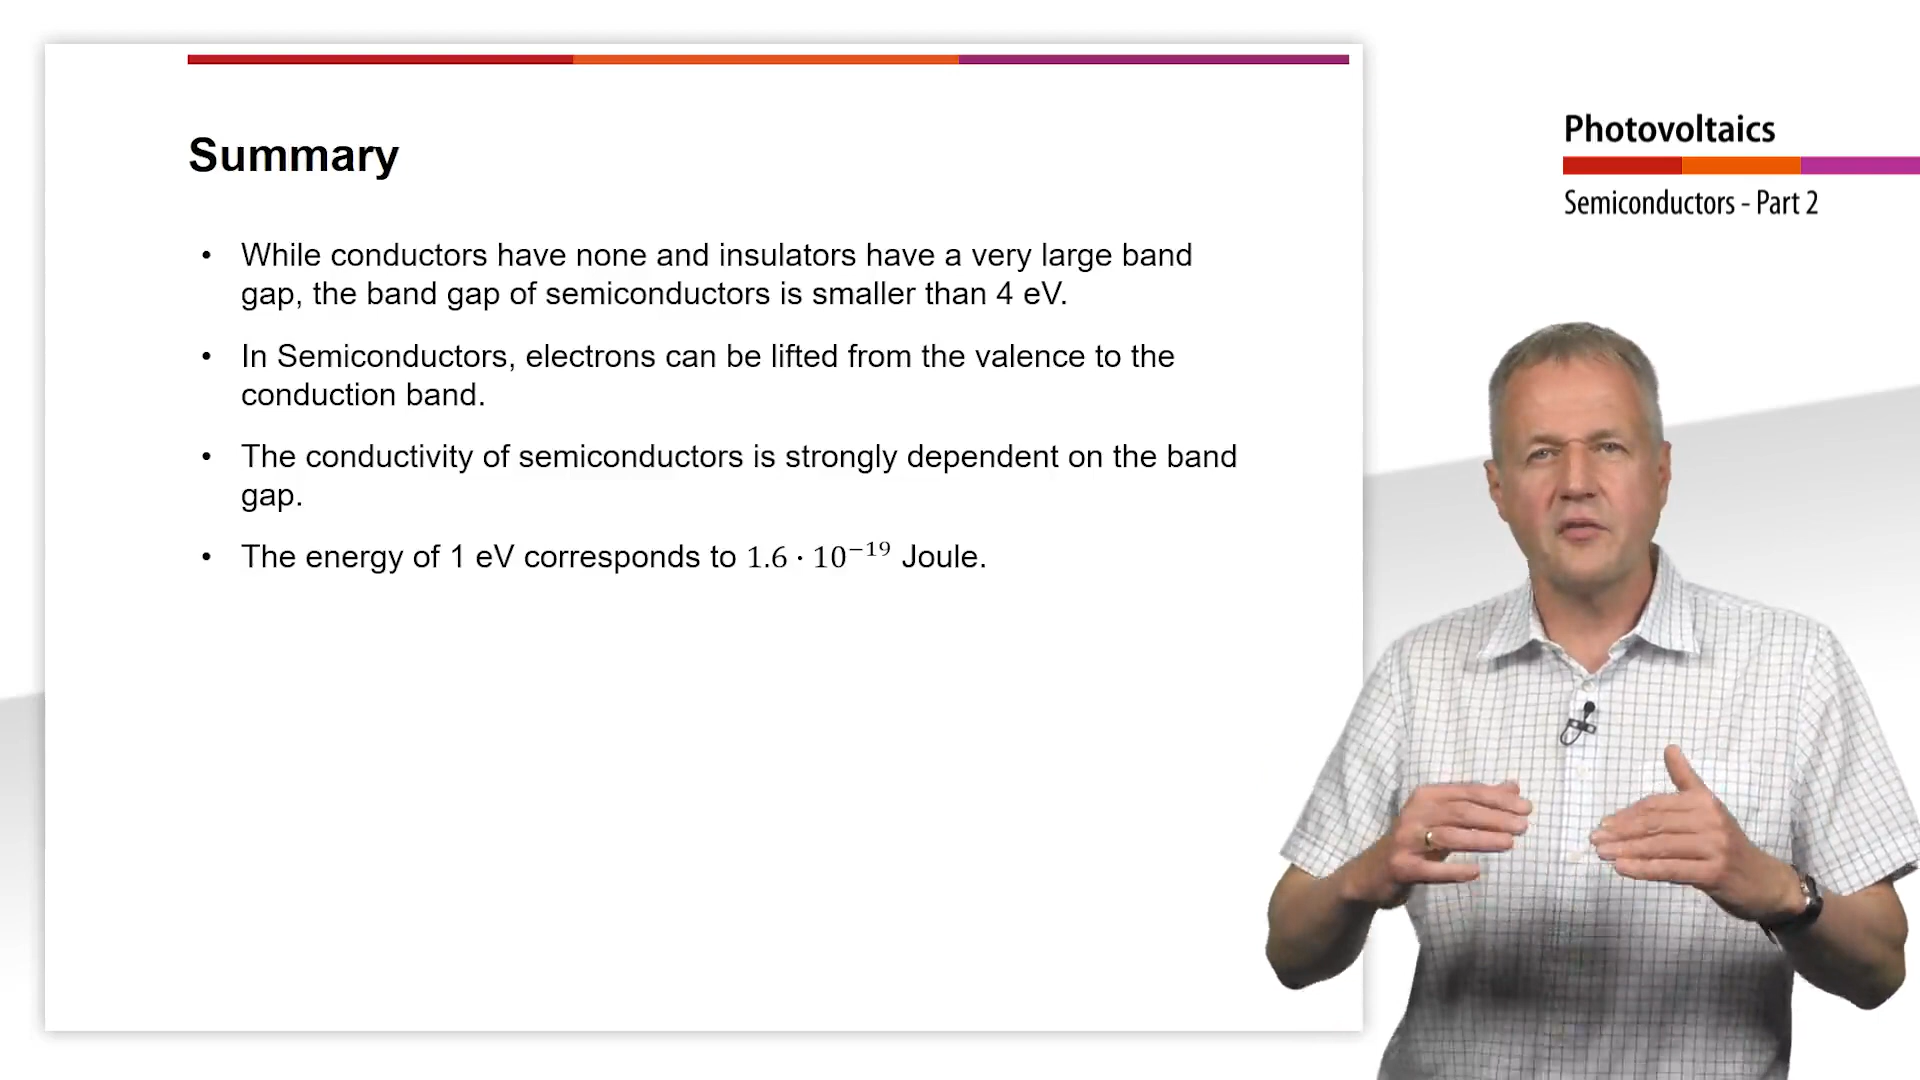 Summary
• While conductors have none and insulators have a very large band
gap, the band gap of semiconductors is smaller than 4 eV.
• In Semiconductors, electrons can be lifted from the valence to the
conduction band.
• The conductivity of semiconductors is strongly dependent on the band
gap.
• The energy of 1 eV corresponds to 1.6 · 10⁻¹⁹ Joule.
Photovoltaics
Semiconductors - Part 2